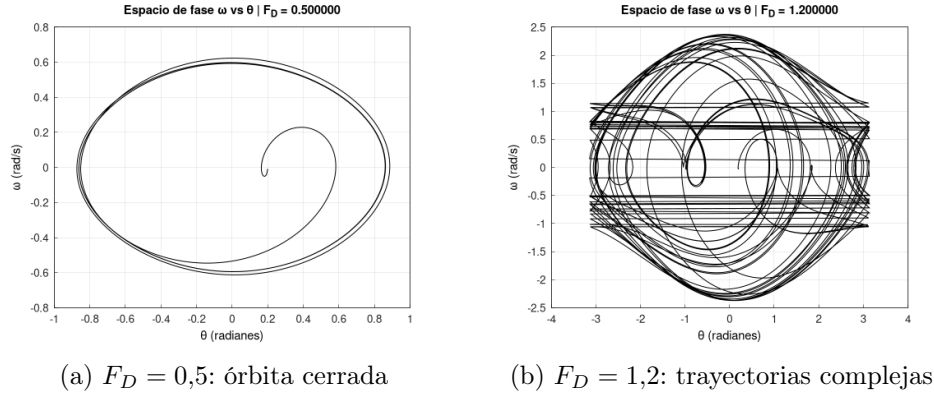 Espacio de fase ω vs θ | F_D = 0.500000
0.8
0.6
0.4
0.2
0
-0.2
-0.4
-0.6
-0.8
ω (rad/s)
-1 -0.8 -0.6 -0.4 -0.2 0 0.2 0.4 0.6 0.8 1
θ (radianes)
(a) F_D = 0,5: órbita cerrada
Espacio de fase ω vs θ | F_D = 1.200000
2.5
2
1.5
1
0.5
0
-0.5
-1
-1.5
-2
-2.5
ω (rad/s)
-4 -3 -2 -1 0 1 2 3 4
θ (radianes)
(b) F_D = 1,2: trayectorias complejas